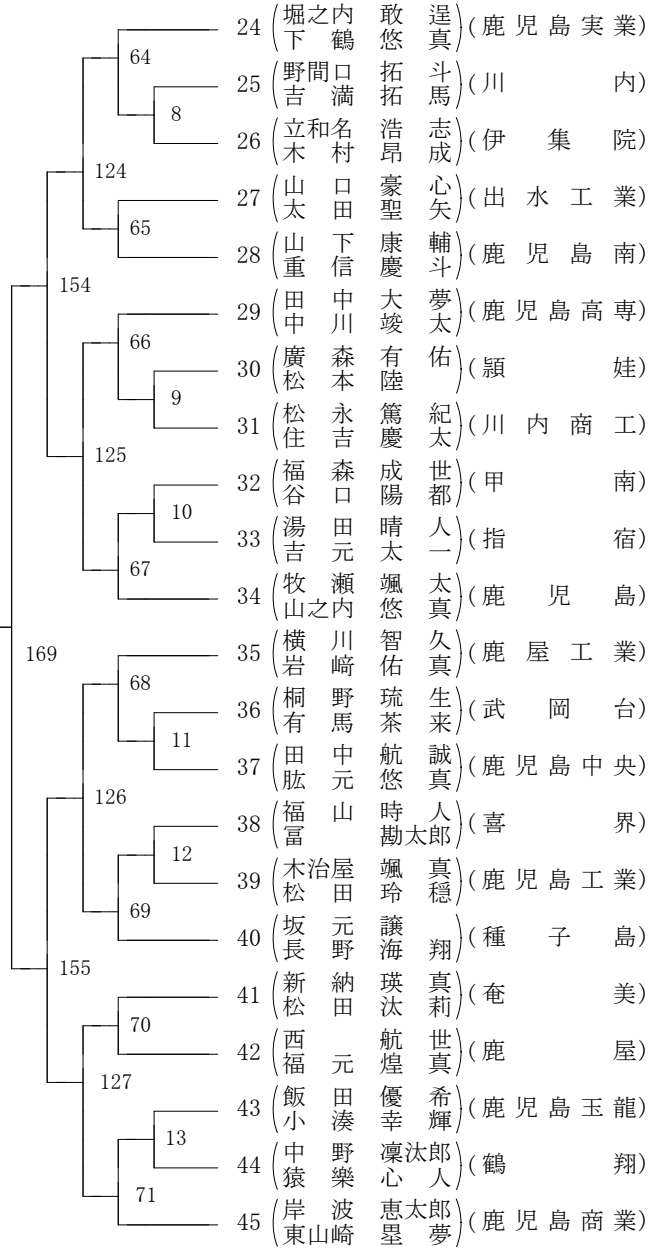 24 (堀之内 敢逞 下鶴悠真) (鹿児島実業)
64
25 (野間口 拓斗 吉満拓馬) (川内)
8
26 (立和名 浩志 木村昂成) (伊集院)
124
27 (山口豪心 太田聖矢) (出水工業)
65
28 (山下康輔 重信慶斗) (鹿児島南)
154
29 (田中大夢 中川竣太) (鹿児島高専)
66
30 (廣森有佑 松本陸) (頴娃)
9
31 (松永篤紀 住吉慶太) (川内商工)
125
32 (福森成世 谷口陽都) (甲南)
10
33 (湯田晴人 吉元太一) (指宿)
67
34 (牧瀬颯太 山之内悠真) (鹿児島)
169
35 (横川智久 岩﨑佑真) (鹿屋工業)
68
36 (桐野琉生 有馬茶来) (武岡台)
11
37 (田中航誠 肱元悠真) (鹿児島中央)
126
38 (福山時人 冨勘太郎) (喜界)
12
39 (木治屋颯真 松田玲穏) (鹿児島工業)
69
40 (坂元譲 長野海翔) (種子島)
155
41 (新納瑛真 松田汰莉) (奄美)
70
42 (西航世 福元煌真) (鹿屋)
127
43 (飯田優希 小湊幸輝) (鹿児島玉龍)
13
44 (中野凜汰郎 猿樂心人) (鶴翔)
71
45 (岸波恵太郎 東山崎塁夢) (鹿児島商業)